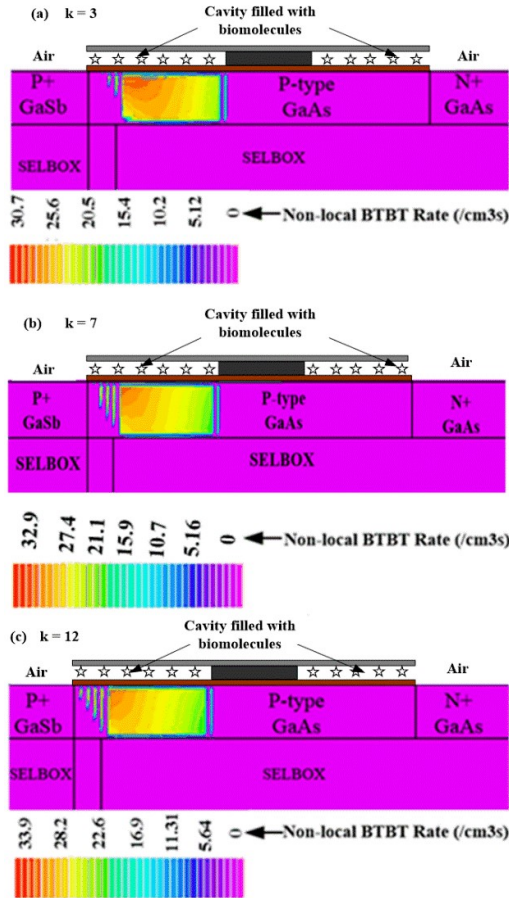 (a) k = 3
Cavity filled with
biomolecules
Air Air
P+ P-type N+
GaSb GaAs GaAs
SELBOX SELBOX
30.7 25.6 20.5 15.4 10.2 5.12 0 Non-local BTBT Rate (/cm3s)
(b) k = 7
Cavity filled with
biomolecules
Air Air
P+ P-type N+
GaSb GaAs GaAs
SELBOX SELBOX
32.9 27.4 21.1 15.9 10.7 5.16 0 Non-local BTBT Rate (/cm3s)
(c) k = 12
Cavity filled with
biomolecules
Air Air
P+ P-type N+
GaSb GaAs GaAs
SELBOX SELBOX
33.9 28.2 22.6 16.9 11.31 5.64 0 Non-local BTBT Rate (/cm3s)